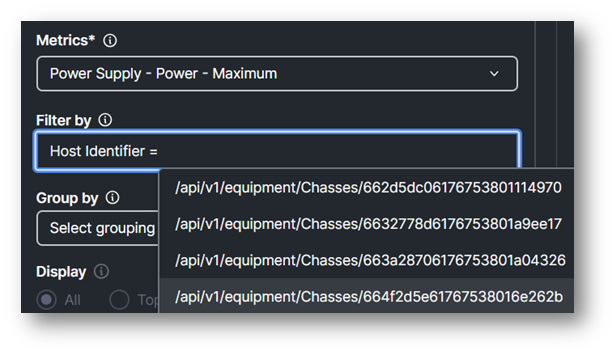 Metrics*
Power Supply - Power - Maximum
Filter by
Host Identifier =
/api/v1/equipment/Chasses/662d5dc06176753801114970
/api/v1/equipment/Chasses/6632778d6176753801a9ee17
/api/v1/equipment/Chasses/663a28706176753801a04326
/api/v1/equipment/Chasses/664f2d5e61767538016e262b
Group by
Select grouping
Display
All